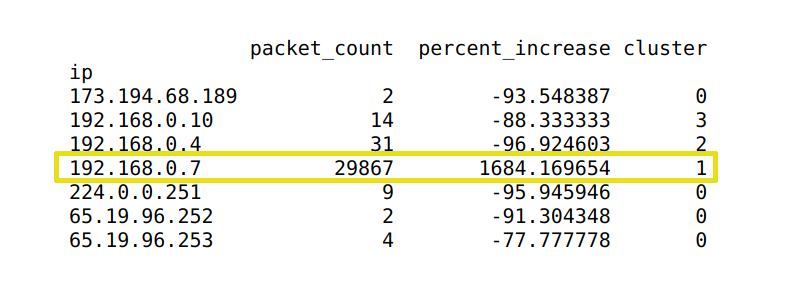 packet_count percent_increase cluster
ip
173.194.68.189 2 -93.548387 0
192.168.0.10 14 -88.333333 3
192.168.0.4 31 -96.924603 2
192.168.0.7 29867 1684.169654 1
224.0.0.251 9 -95.945946 0
65.19.96.252 2 -91.304348 0
65.19.96.253 4 -77.777778 0